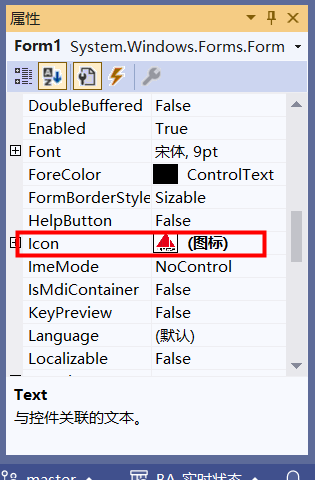 属性
Form1 System.Windows.Forms.Form
DoubleBuffered False
Enabled True
Font 宋体, 9pt
ForeColor ControlText
FormBorderStyle Sizable
HelpButton False
Icon (图标)
ImeMode NoControl
IsMdiContainer False
KeyPreview False
Language (默认)
Localizable False
Text
与控件关联的文本。
master BA-实时状态